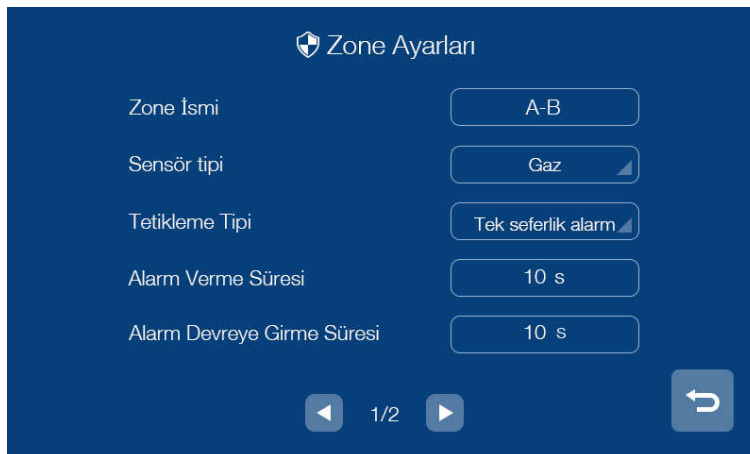 Zone Ayarları
Zone İsmi A-B
Sensör tipi Gaz
Tetikleme Tipi Tek seferlik alarm
Alarm Verme Süresi 10 s
Alarm Devreye Girme Süresi 10 s
1/2